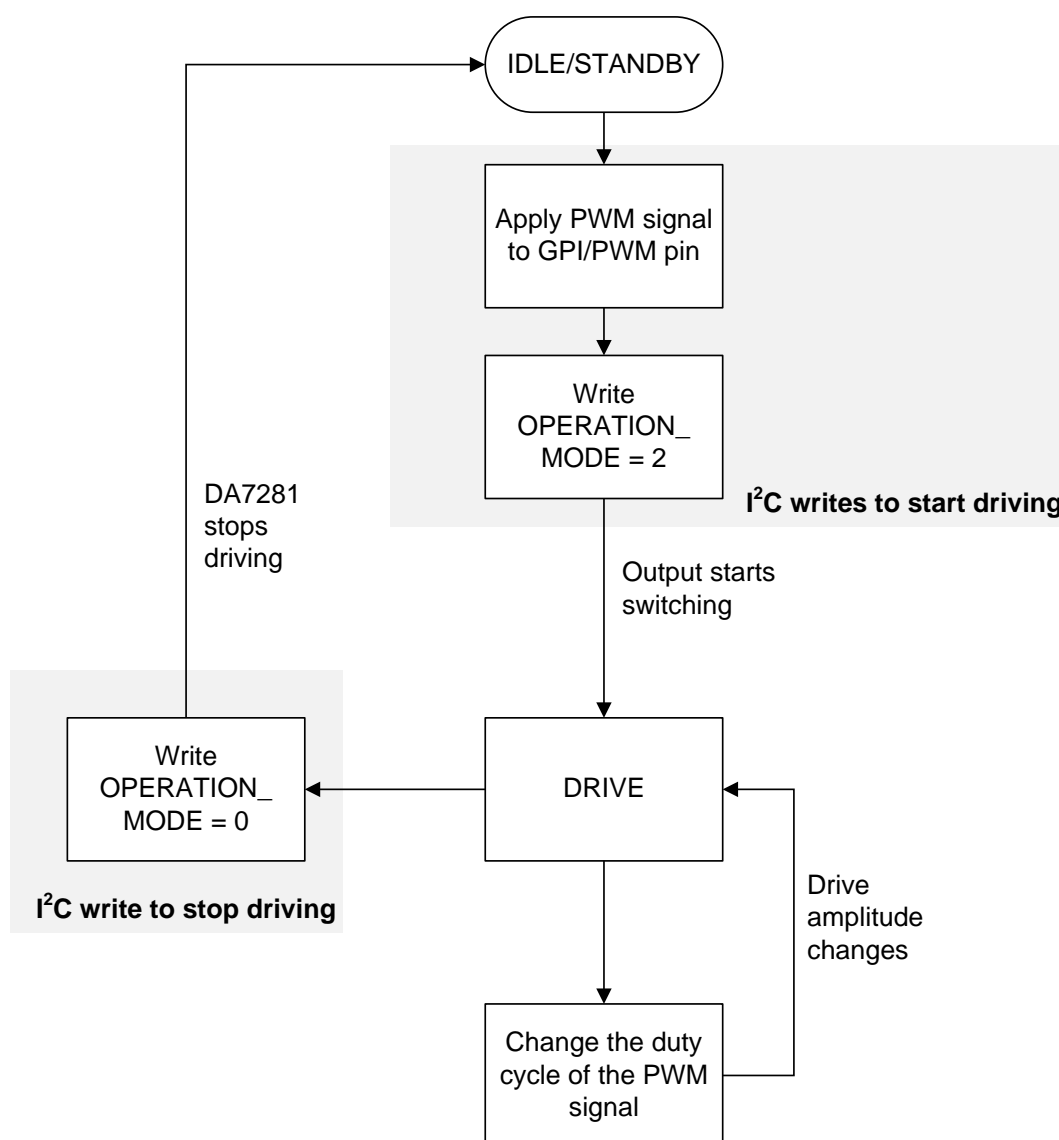 IDLE/STANDBY
Apply PWM signal
to GPI/PWM pin
Write
OPERATION_
MODE = 2
I²C writes to start driving
DA7281
stops
driving
Output starts
switching
Write
OPERATION_
MODE = 0
I²C write to stop driving
DRIVE
Drive
amplitude
changes
Change the duty
cycle of the PWM
signal